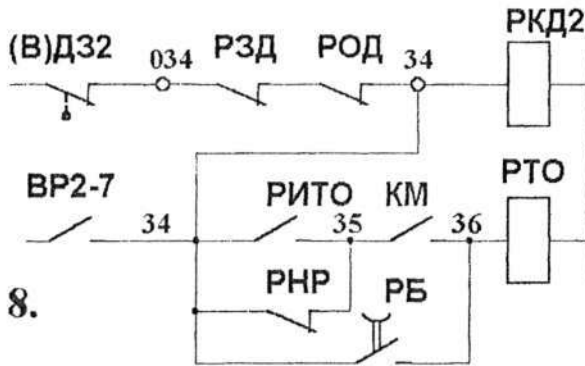 (В)ДЗ2 034 РЗД РОД 34 РКД2
ВР2-7 34 РИТО 35 КМ 36 РТО
8. РНР РБ